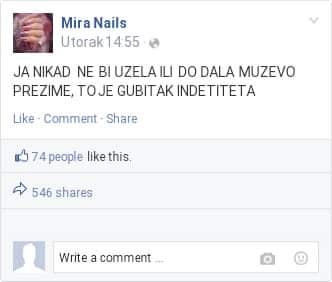 Mira Nails
Utorak 14:55 ·
JA NIKAD NE BI UZELA ILI DO DALA MUZEVO
PREZIME, TO JE GUBITAK INDETITETA
Like · Comment · Share
74 people like this.
546 shares
Write a comment ...